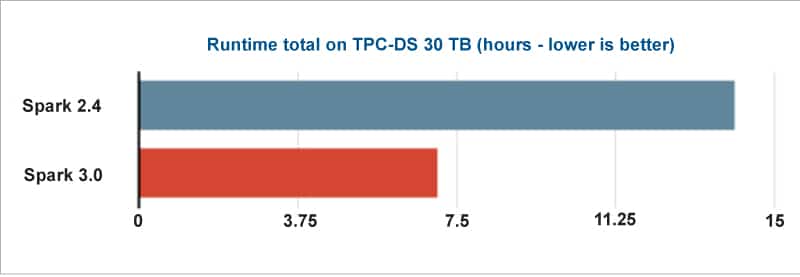 Runtime total on TPC-DS 30 TB (hours - lower is better)
Spark 2.4
Spark 3.0
0 3.75 7.5 11.25 15